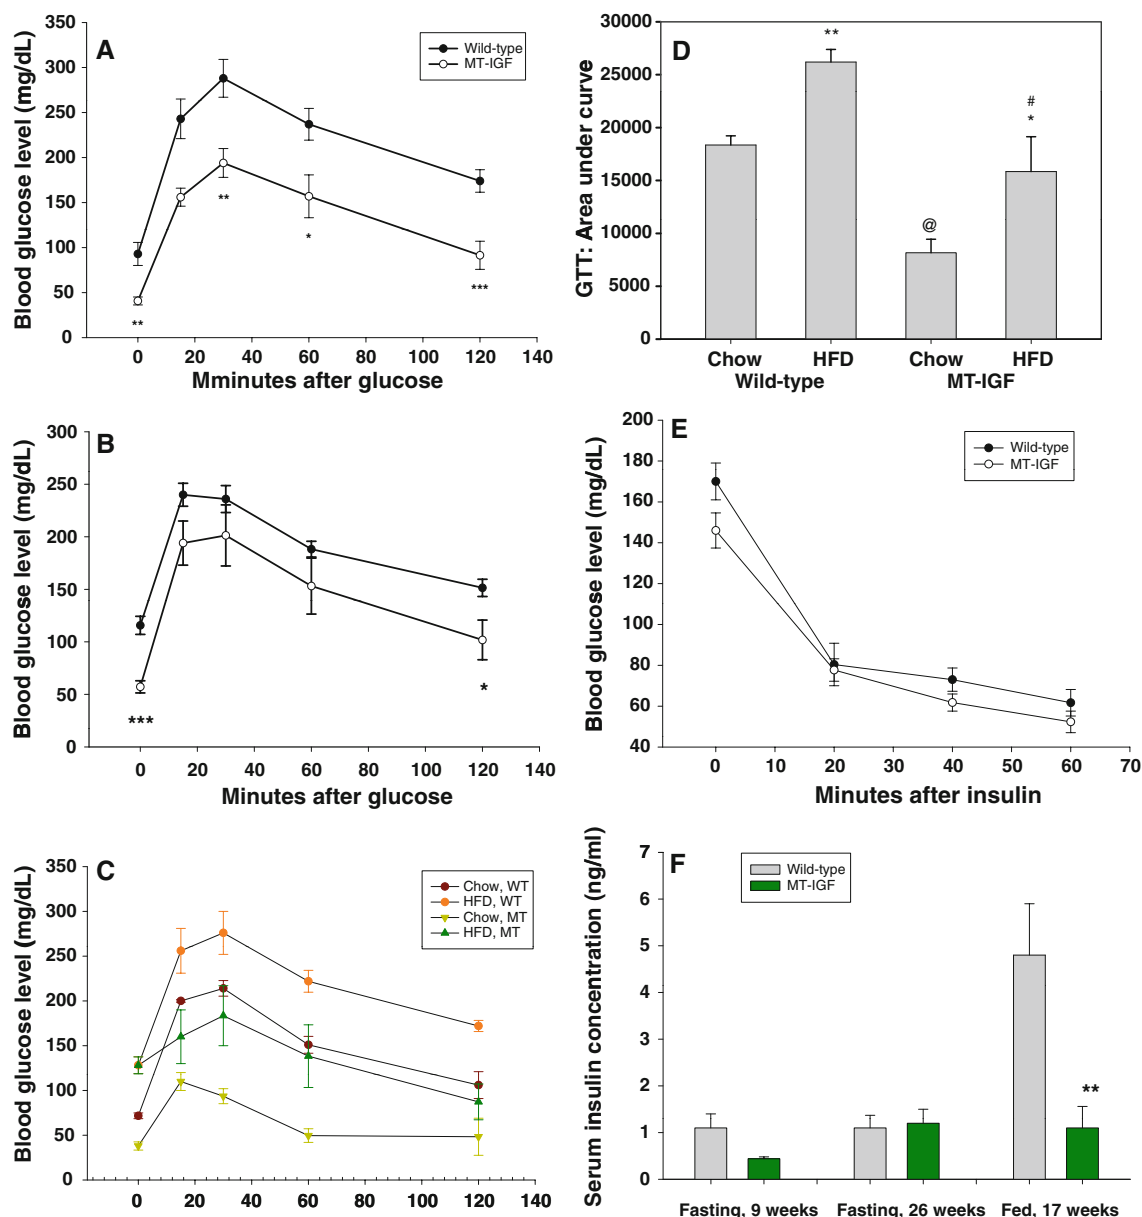 A
Blood glucose level (mg/dL)
350
300
250
200
150
100
50
0
Wild-type
MT-IGF
**
**
*
***
0 20 40 60 80 100 120 140
Mminutes after glucose
B
Blood glucose level (mg/dL)
300
250
200
150
100
50
0
***
*
0 20 40 60 80 100 120 140
Minutes after glucose
C
Blood glucose level (mg/dL)
350
300
250
200
150
100
50
0
Chow, WT
HFD, WT
Chow, MT
HFD, MT
0 20 40 60 80 100 120 140
D
GTT: Area under curve
30000
25000
20000
15000
10000
5000
0
**
@
#
*
Chow HFD Chow HFD
Wild-type MT-IGF
E
Blood glucose level (mg/dL)
200
180
160
140
120
100
80
60
40
Wild-type
MT-IGF
0 10 20 30 40 50 60 70
Minutes after insulin
F
Serum insulin concentration (ng/ml)
7
6
5
4
3
2
1
0
Wild-type
MT-IGF
**
Fasting, 9 weeks Fasting, 26 weeks Fed, 17 weeks